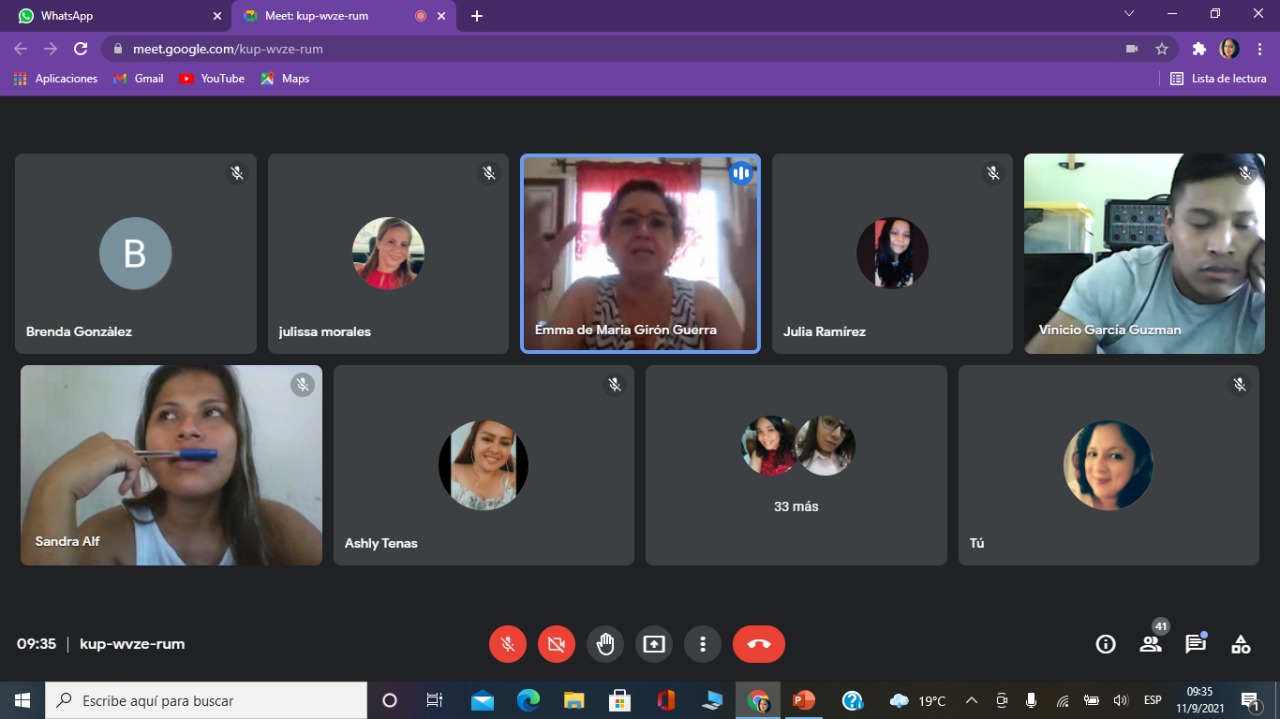 WhatsApp
Meet: kup-wvze-rum
meet.google.com/kup-wvze-rum
Aplicaciones
Gmail
YouTube
Maps
Lista de lectura
B
Brenda Gonzàlez
julissa morales
Emma de Maria Girón Guerra
Julia Ramírez
Vinicio García Guzman
Sandra Alf
Ashly Tenas
33 más
Tú
09:35 | kup-wvze-rum
41
Escribe aquí para buscar
19°C
ESP
09:35
11/9/2021
1